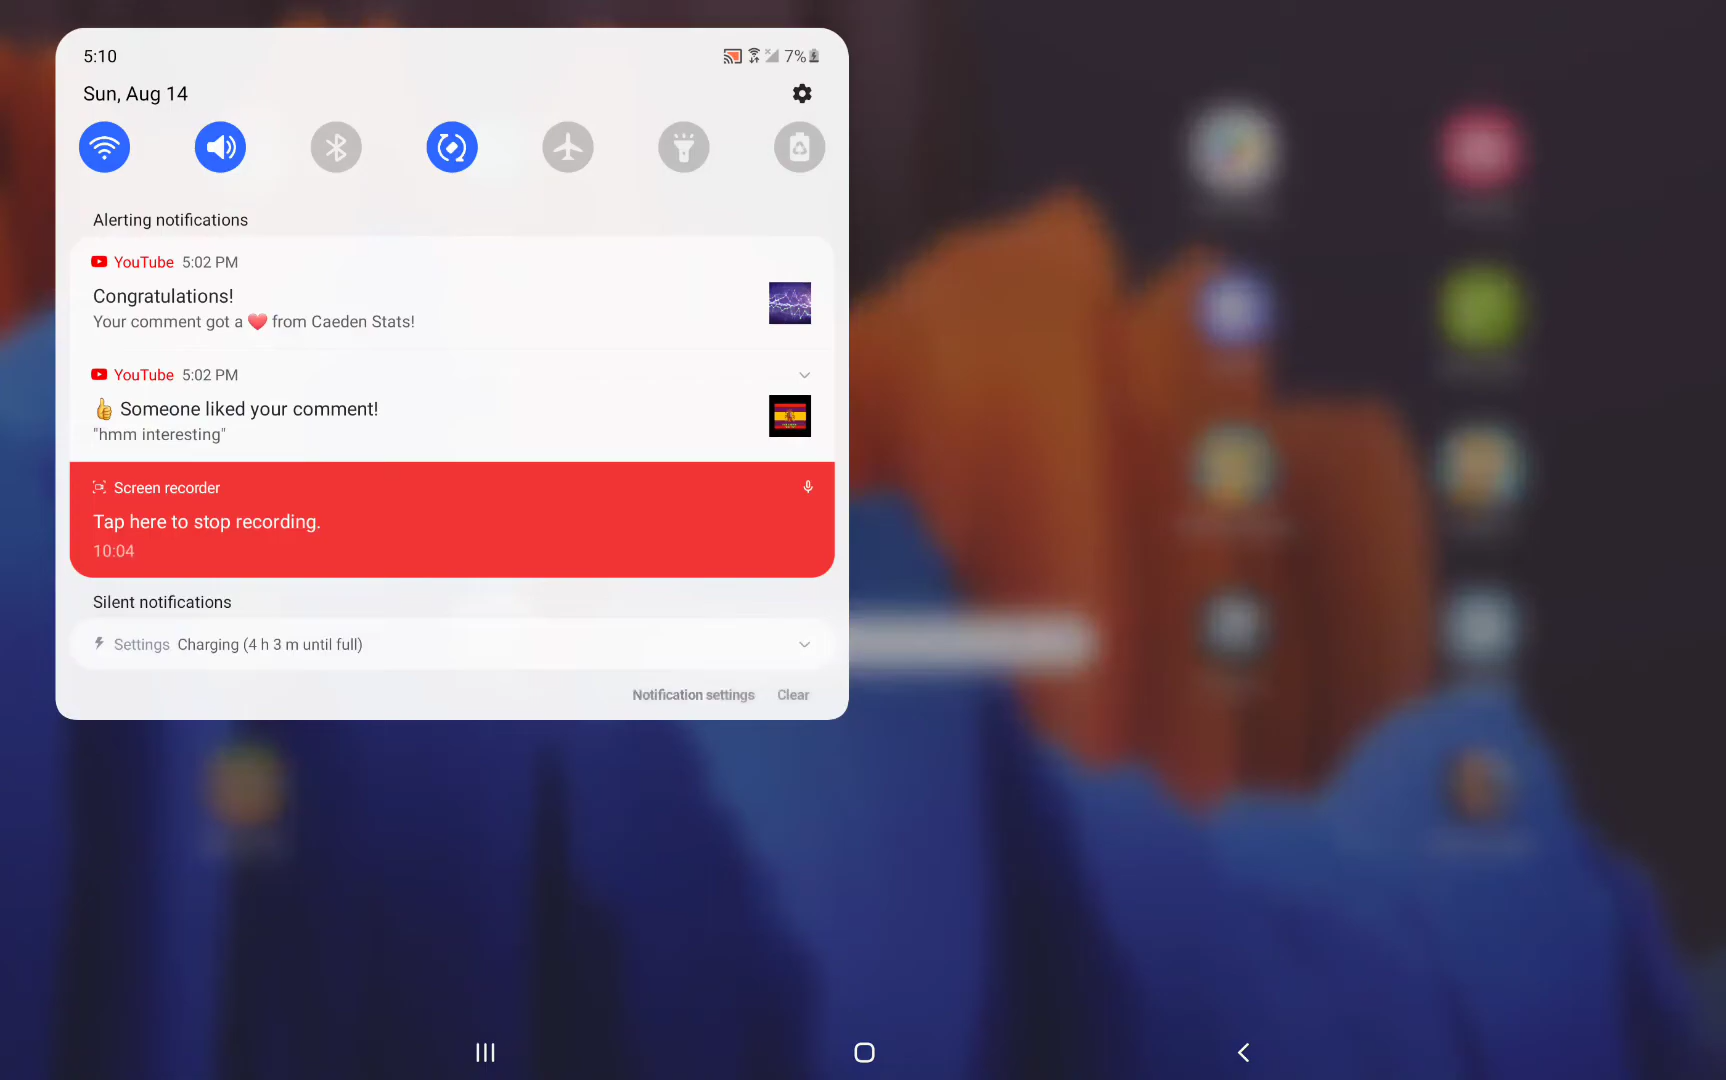 5:10
7%
Sun, Aug 14
Alerting notifications
YouTube 5:02 PM
Congratulations!
Your comment got a ❤️ from Caeden Stats!
YouTube 5:02 PM
👍 Someone liked your comment!
"hmm interesting"
Screen recorder
Tap here to stop recording.
10:04
Silent notifications
Settings Charging (4 h 3 m until full)
Notification settings Clear